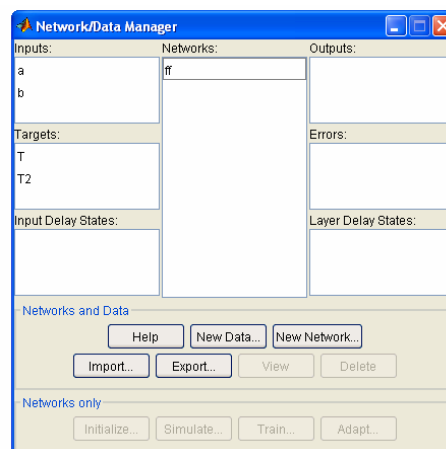 Network/Data Manager
Inputs:
Networks:
Outputs:
a
b
ff
Targets:
Errors:
T
T2
Input Delay States:
Layer Delay States:
Networks and Data
Help
New Data...
New Network...
Import...
Export...
View
Delete
Networks only
Initialize...
Simulate...
Train...
Adapt...